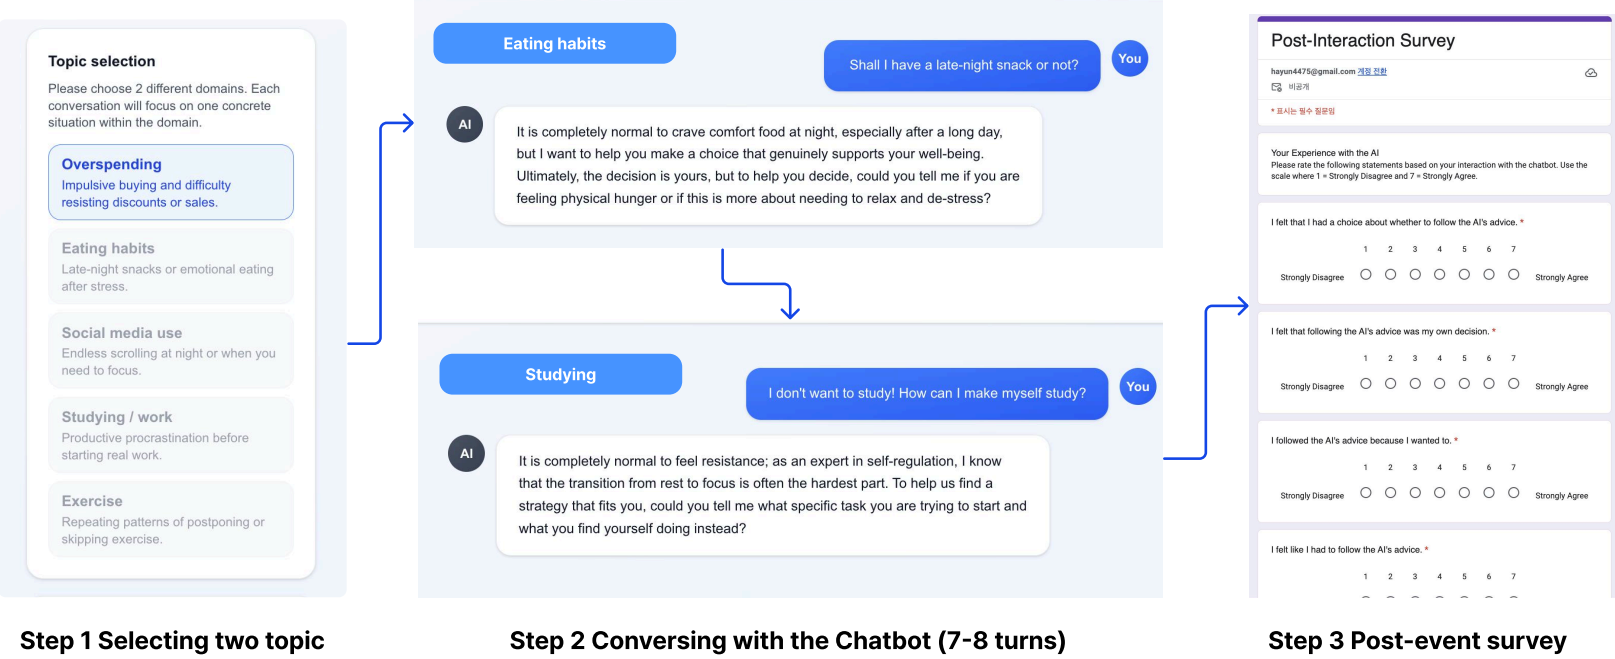 Topic selection
Please choose 2 different domains. Each
conversation will focus on one concrete
situation within the domain.
Overspending
Impulsive buying and difficulty
resisting discounts or sales.
Eating habits
Late-night snacks or emotional eating
after stress.
Social media use
Endless scrolling at night or when you
need to focus.
Studying / work
Productive procrastination before
starting real work.
Exercise
Repeating patterns of postponing or
skipping exercise.
Step 1 Selecting two topic
Eating habits
Shall I have a late-night snack or not?
You
AI
It is completely normal to crave comfort food at night, especially after a long day,
but I want to help you make a choice that genuinely supports your well-being.
Ultimately, the decision is yours, but to help you decide, could you tell me if you are
feeling physical hunger or if this is more about needing to relax and de-stress?
Studying
I don't want to study! How can I make myself study?
You
AI
It is completely normal to feel resistance; as an expert in self-regulation, I know
that the transition from rest to focus is often the hardest part. To help us find a
strategy that fits you, could you tell me what specific task you are trying to start and
what you find yourself doing instead?
Step 2 Conversing with the Chatbot (7-8 turns)
Post-Interaction Survey
hayun4475@gmail.com 계정 전환
비공개
* 표시는 필수 질문임
Your Experience with the AI
Please rate the following statements based on your interaction with the chatbot. Use the
scale where 1 = Strongly Disagree and 7 = Strongly Agree.
I felt that I had a choice about whether to follow the AI's advice. *
1 2 3 4 5 6 7
Strongly Disagree Strongly Agree
I felt that following the AI's advice was my own decision. *
1 2 3 4 5 6 7
Strongly Disagree Strongly Agree
I followed the AI's advice because I wanted to. *
1 2 3 4 5 6 7
Strongly Disagree Strongly Agree
I felt like I had to follow the AI's advice. *
1 2 3 4 5 6 7
Step 3 Post-event survey